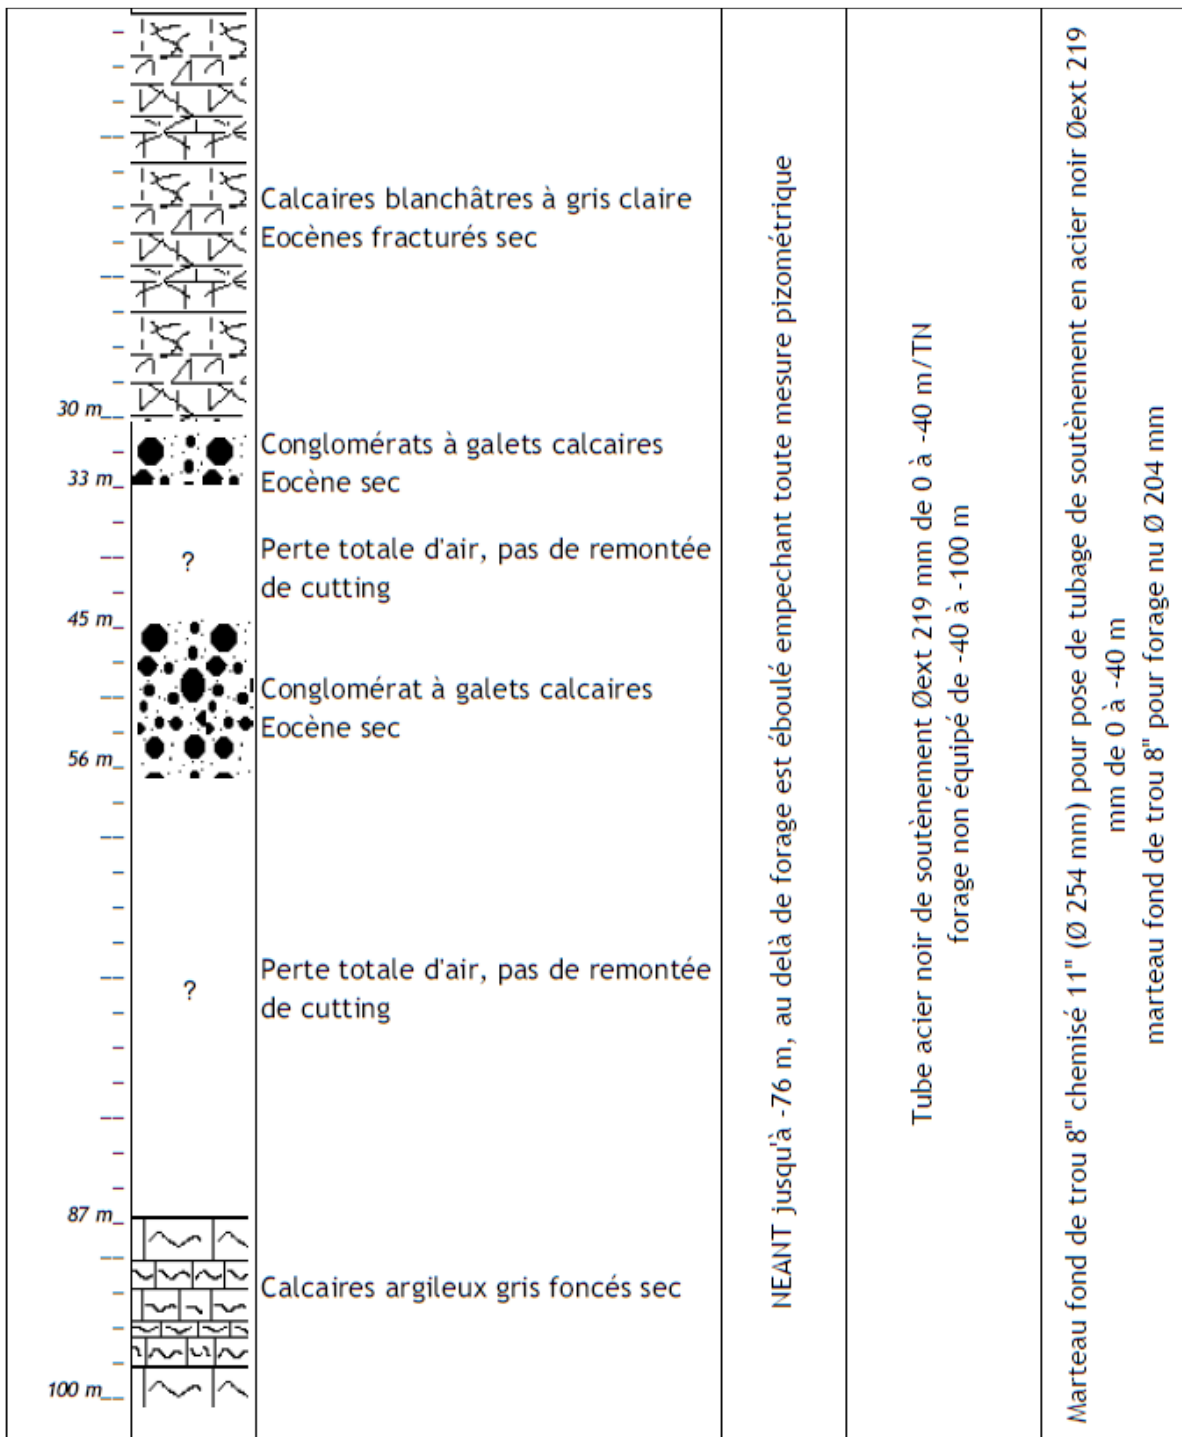 Calcaires blanchâtres à gris claire
Eocènes fracturés sec
30 m
Conglomérats à galets calcaires
33 m
Eocène sec
?
Perte totale d'air, pas de remontée
de cutting
45 m
Conglomérat à galets calcaires
Eocène sec
56 m
?
Perte totale d'air, pas de remontée
de cutting
87 m
Calcaires argileux gris foncés sec
100 m
NEANT jusqu'à -76 m, au delà de forage est éboulé empechant toute mesure pizométrique
Tube acier noir de soutènement Øext 219 mm de 0 à -40 m/TN
forage non équipé de -40 à -100 m
Marteau fond de trou 8" chemisé 11" (Ø 254 mm) pour pose de tubage de soutènement en acier noir Øext 219
mm de 0 à -40 m
marteau fond de trou 8" pour forage nu Ø 204 mm